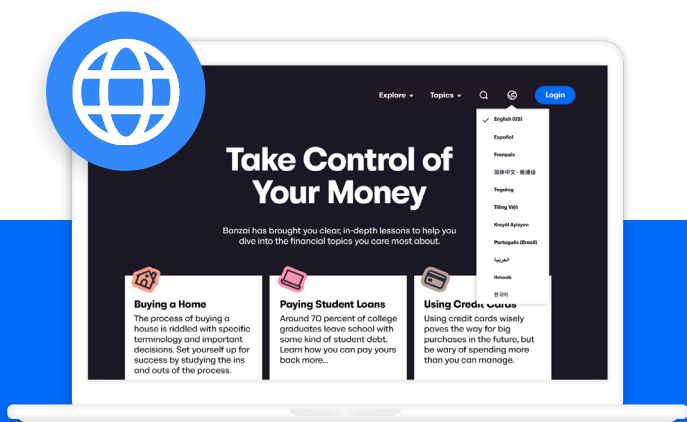 Explore
Topics
Login
English (US)
Español
Français
简体中文 - 普通话
Tagalog
Tiếng Việt
Kreyòl Ayisyen
Português (Brasil)
العربية
Hmoob
한국어
Take Control of
Your Money
Banzai has brought you clear, in-depth lessons to help you
dive into the financial topics you care most about.
Buying a Home
The process of buying a
house is riddled with specific
terminology and important
decisions. Set yourself up for
success by studying the ins
and outs of the process.
Paying Student Loans
Around 70 percent of college
graduates leave school with
some kind of student debt.
Learn how you can pay yours
back more...
Using Credit Cards
Using credit cards wisely
paves the way for big
purchases in the future, but
be wary of spending more
than you can manage.